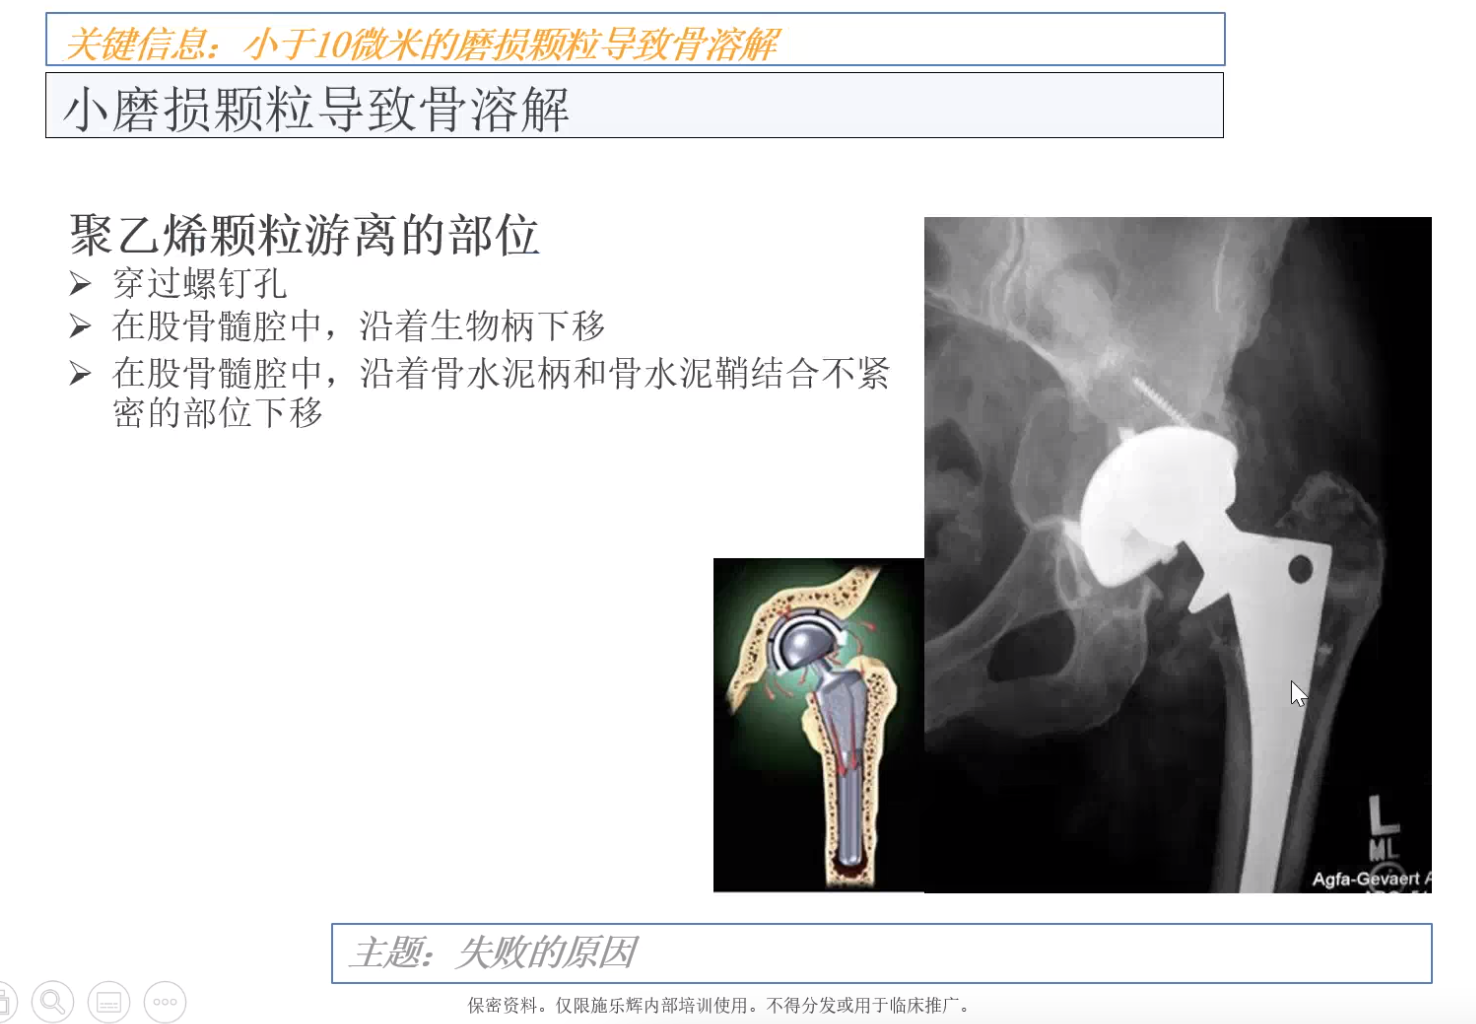 关键信息：小于10微米的磨损颗粒导致骨溶解
小磨损颗粒导致骨溶解
聚乙烯颗粒游离的部位
➢ 穿过螺钉孔
➢ 在股骨髓腔中，沿着生物柄下移
➢ 在股骨髓腔中，沿着骨水泥柄和骨水泥鞘结合不紧
密的部位下移
L
ML
Agfa-Gevaert A
主题：失败的原因
保密资料。仅限施乐辉内部培训使用。不得分发或用于临床推广。